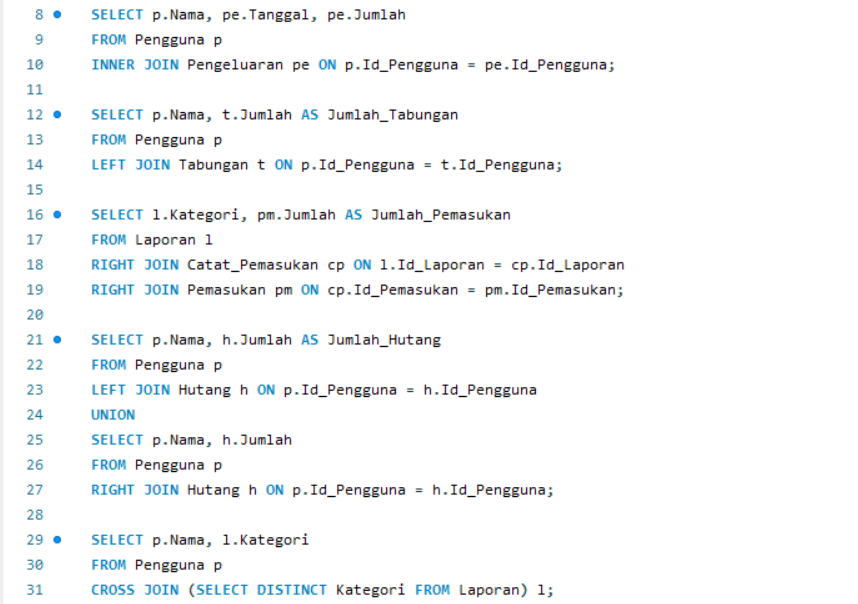 8 SELECT p.Nama, pe.Tanggal, pe.Jumlah
9 FROM Pengguna p
10 INNER JOIN Pengeluaran pe ON p.Id_Pengguna = pe.Id_Pengguna;
11
12 SELECT p.Nama, t.Jumlah AS Jumlah_Tabungan
13 FROM Pengguna p
14 LEFT JOIN Tabungan t ON p.Id_Pengguna = t.Id_Pengguna;
15
16 SELECT l.Kategori, pm.Jumlah AS Jumlah_Pemasukan
17 FROM Laporan l
18 RIGHT JOIN Catat_Pemasukan cp ON l.Id_Laporan = cp.Id_Laporan
19 RIGHT JOIN Pemasukan pm ON cp.Id_Pemasukan = pm.Id_Pemasukan;
20
21 SELECT p.Nama, h.Jumlah AS Jumlah_Hutang
22 FROM Pengguna p
23 LEFT JOIN Hutang h ON p.Id_Pengguna = h.Id_Pengguna
24 UNION
25 SELECT p.Nama, h.Jumlah
26 FROM Pengguna p
27 RIGHT JOIN Hutang h ON p.Id_Pengguna = h.Id_Pengguna;
28
29 SELECT p.Nama, l.Kategori
30 FROM Pengguna p
31 CROSS JOIN (SELECT DISTINCT Kategori FROM Laporan) l;